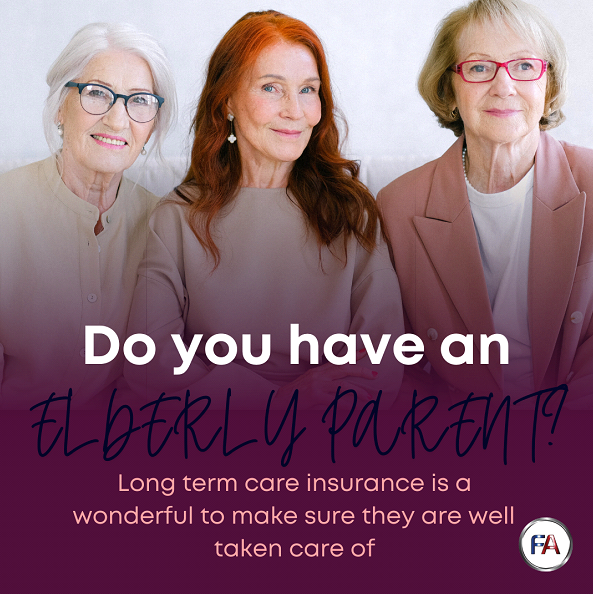 Do you have an
ELDERLY PARENT?
Long term care insurance is a
wonderful to make sure they are well
taken care of
FA